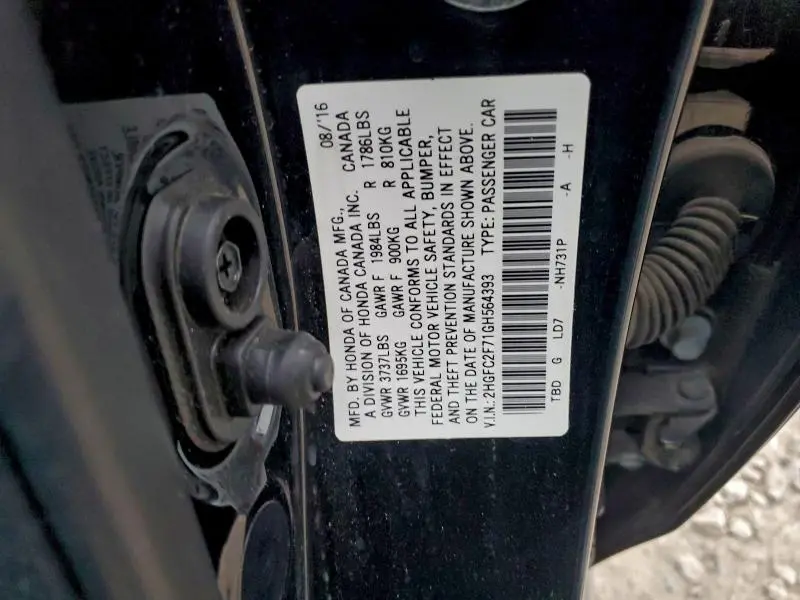 08/'16
MFD. BY HONDA OF CANADA MFG.,
A DIVISION OF HONDA CANADA INC. CANADA
GVWR 3737LBS GAWR F 1984LBS R 1786LBS
GVWR 1695KG GAWR F 900KG R 810KG
THIS VEHICLE CONFORMS TO ALL APPLICABLE
FEDERAL MOTOR VEHICLE SAFETY, BUMPER,
AND THEFT PREVENTION STANDARDS IN EFFECT
ON THE DATE OF MANUFACTURE SHOWN ABOVE.
V.I.N.: 2HGFC2F71GH564393 TYPE: PASSENGER CAR
TBD G LD7 -NH731P -A -H